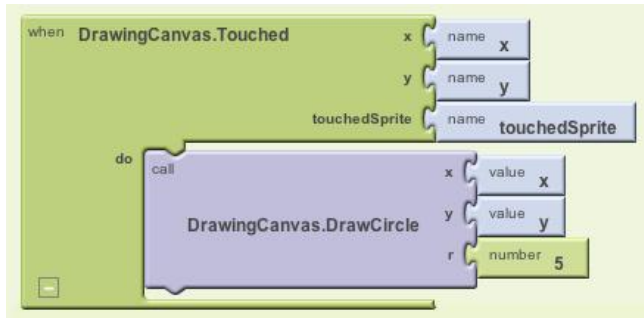 when DrawingCanvas.Touched x name x
y name y
touchedSprite name touchedSprite
do call x value x
DrawingCanvas.DrawCircle y value y
r number 5